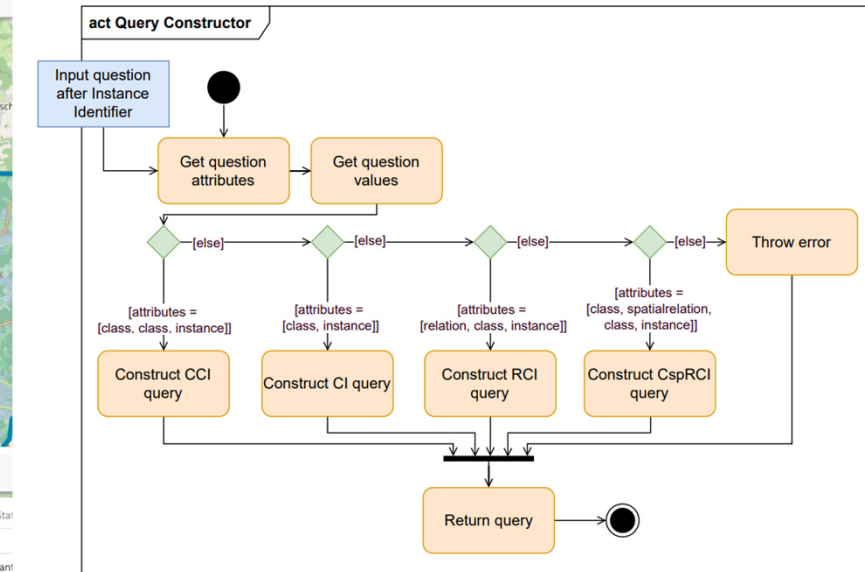 act Query Constructor
Input question
after Instance
Identifier
Get question
attributes
Get question
values
[else]
[else]
[else]
[else]
Throw error
[attributes =
[class, class, instance]]
[attributes =
[class, instance]]
[attributes =
[relation, class, instance]]
[attributes =
[class, spatialrelation,
class, instance]]
Construct CCI
query
Construct CI query
Construct RCI
query
Construct CspRCI
query
Return query